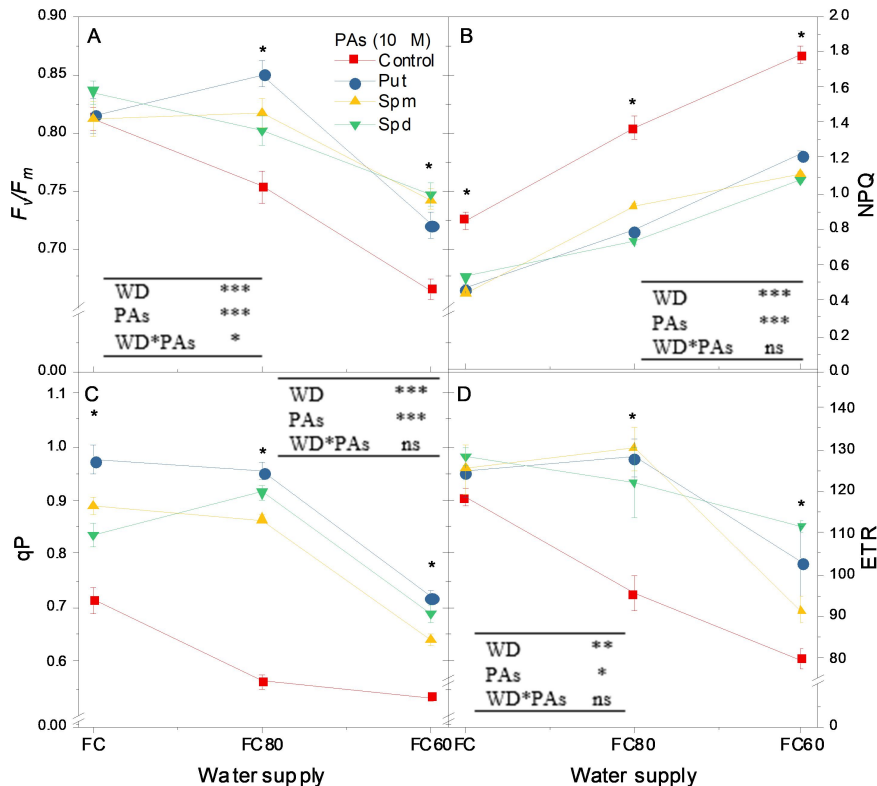 A
PAs (10 M)
Control
Put
Spm
Spd
*
*
Fv/Fm
0.90
0.85
0.80
0.75
0.70
0.00
WD ***
PAs ***
WD*PAs *
B
*
*
*
NPQ
2.0
1.8
1.6
1.4
1.2
1.0
0.8
0.6
0.4
0.2
0.0
WD ***
PAs ***
WD*PAs ns
C
*
*
*
qP
1.1
1.0
0.9
0.8
0.7
0.6
0.00
WD ***
PAs ***
WD*PAs ns
FC FC80 FC60
Water supply
D
*
*
ETR
140
130
120
110
100
90
80
0
WD **
PAs *
WD*PAs ns
FC FC80 FC60
Water supply